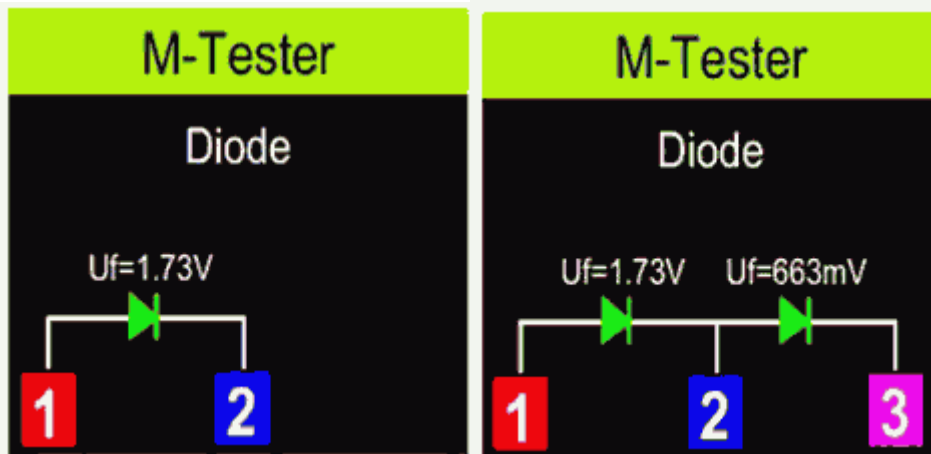 M-Tester
Diode
Uf=1.73V
1 2
M-Tester
Diode
Uf=1.73V Uf=663mV
1 2 3